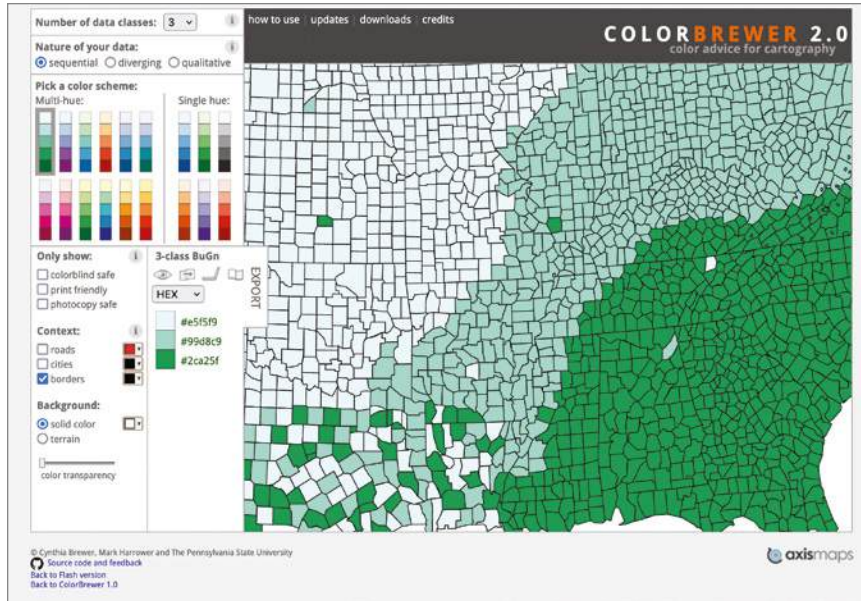 Number of data classes: 3 i
how to use | updates | downloads | credits
COLORBREWER 2.0
color advice for cartography
Nature of your data: i
sequential diverging qualitative
Pick a color scheme:
Multi-hue: Single hue:
Only show: i
colorblind safe
print friendly
photocopy safe
Context: i
roads
cities
borders
Background:
solid color
terrain
color transparency
3-class BuGn
EXPORT
HEX
#e5f5f9
#99d8c9
#2ca25f
© Cynthia Brewer, Mark Harrower and The Pennsylvania State University
Source code and feedback
Back to Flash version
Back to ColorBrewer 1.0
axismaps